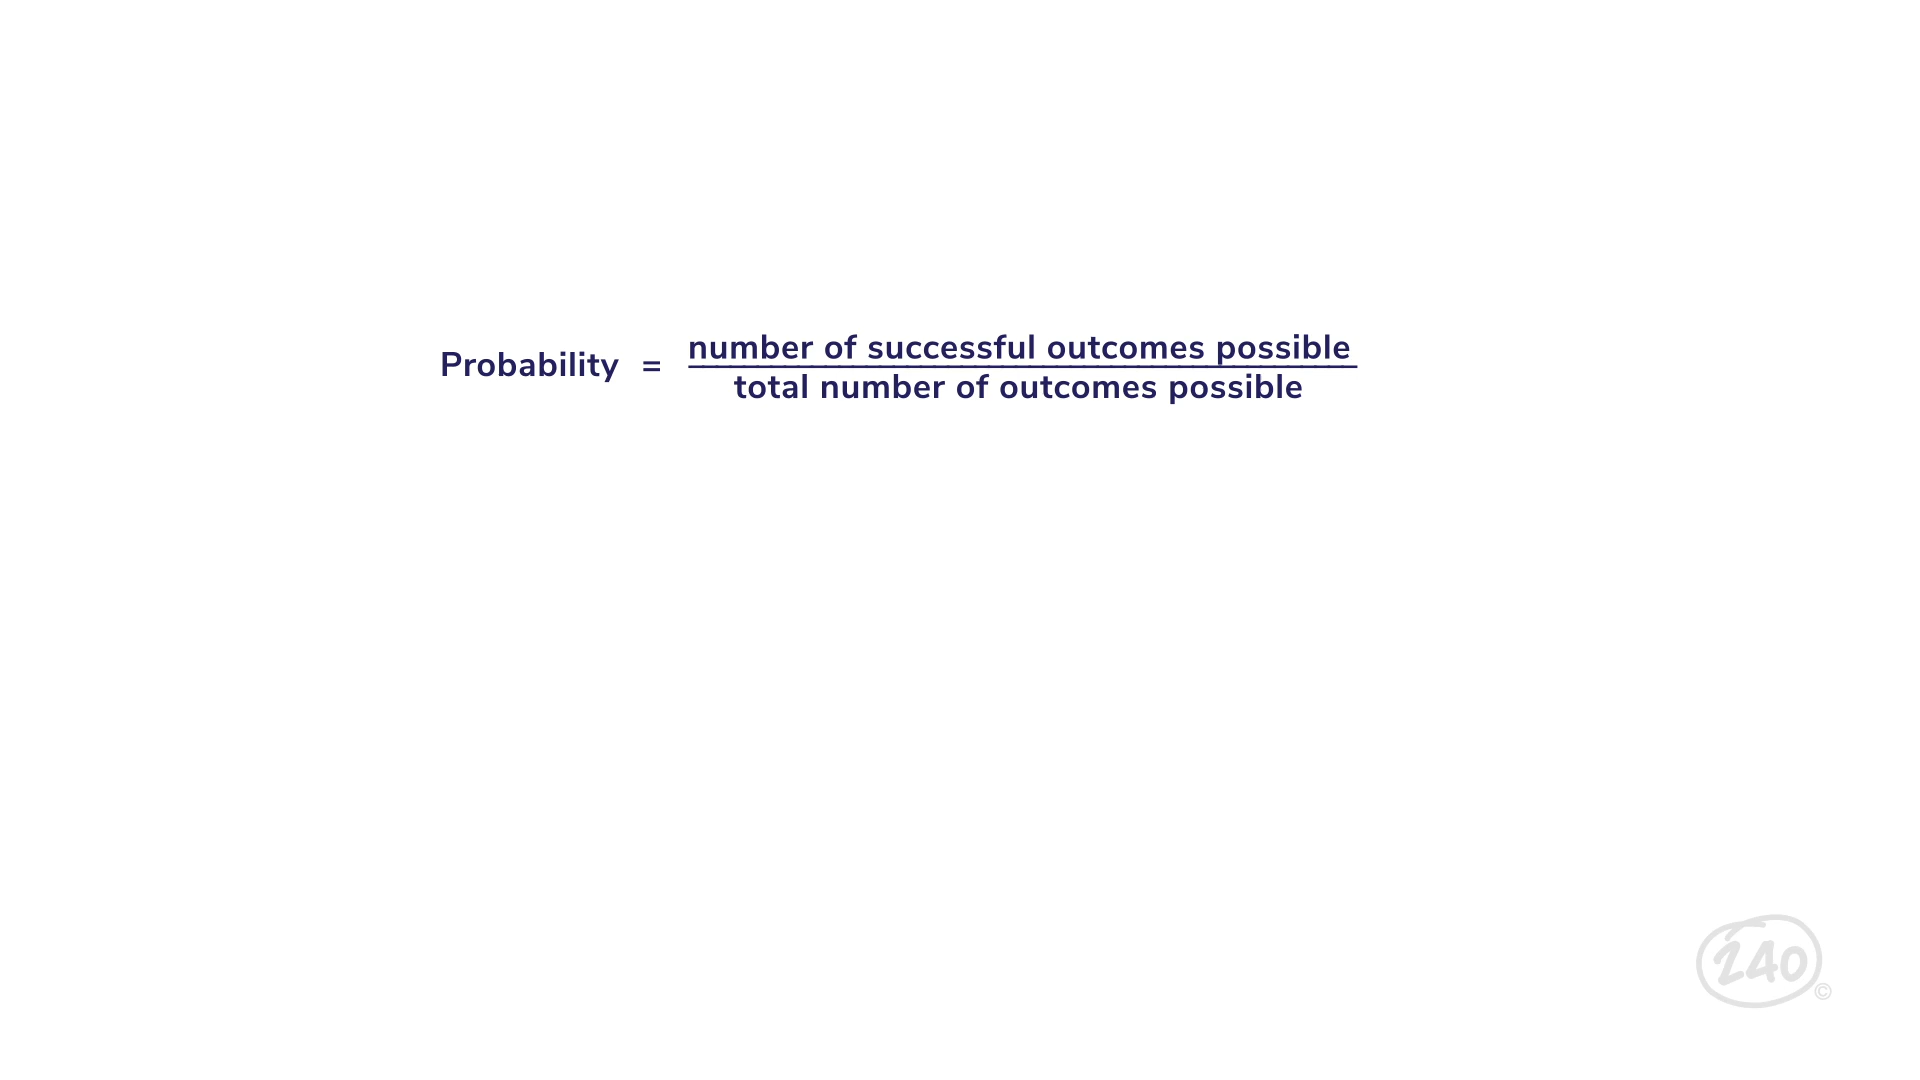 number of successful outcomes possible
Probability =
total number of outcomes possible
240
©